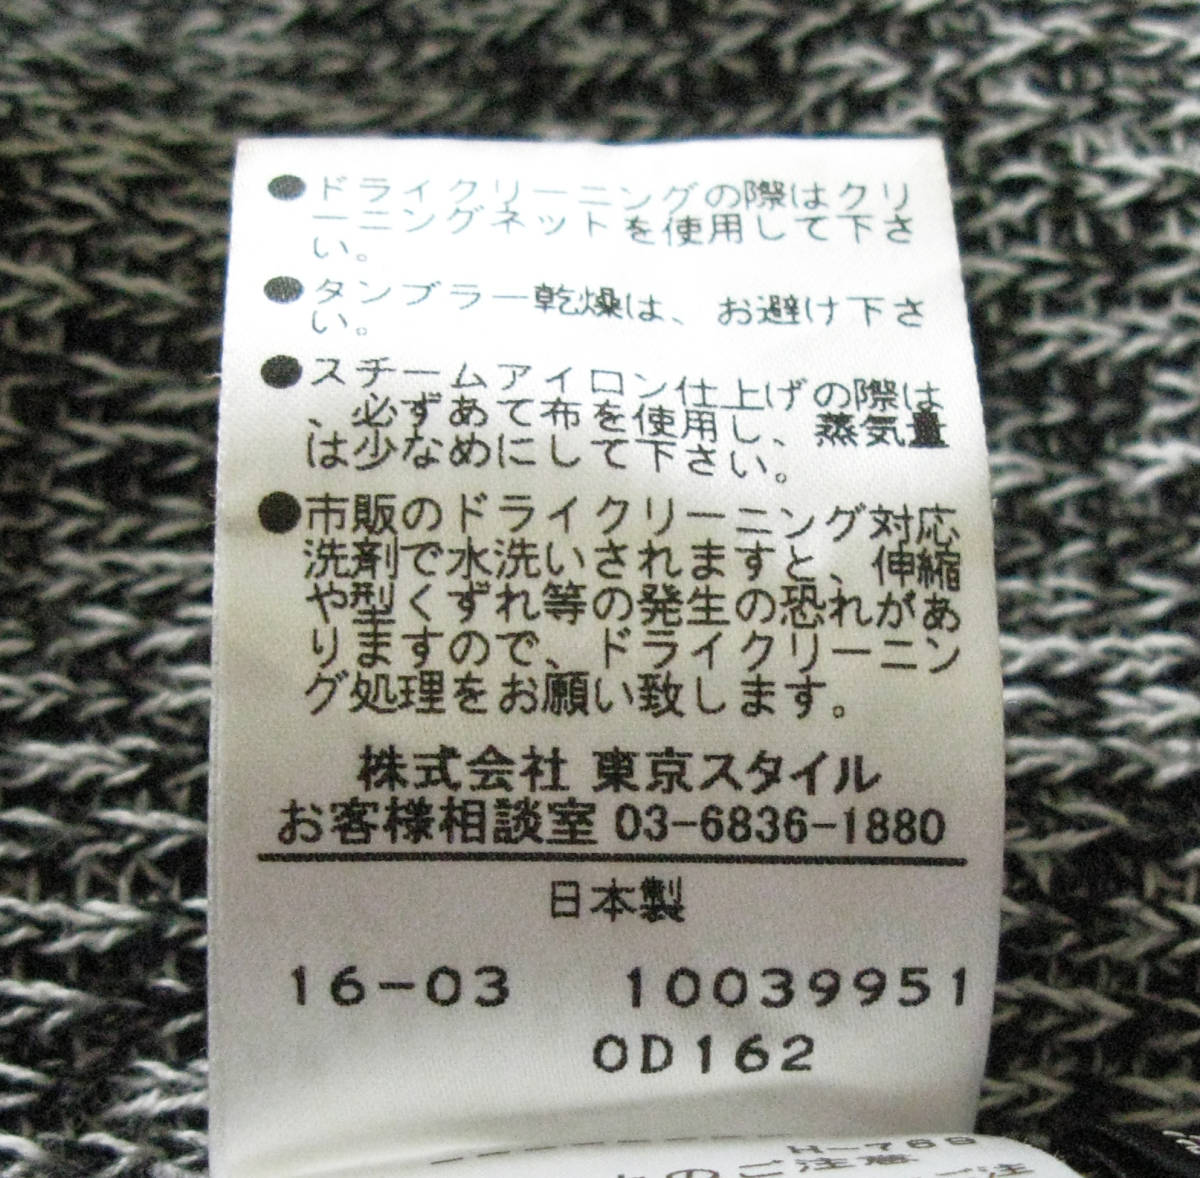 ●ドライクリーニングの際はクリ
ーニングネットを使用して下さ
い。
●タンブラー乾燥は、お避け下さ
い。
●スチームアイロン仕上げの際は
、必ずあて布を使用し、蒸気量
は少なめにして下さい。
●市販のドライクリーニング対応
洗剤で水洗いされますと、伸縮
や型くずれ等の発生の恐れがあ
りますので、ドライクリーニン
グ処理をお願い致します。
株式会社 東京スタイル
お客様相談室 03-6836-1880
日本製
16-03 10039951
OD162
のご注意